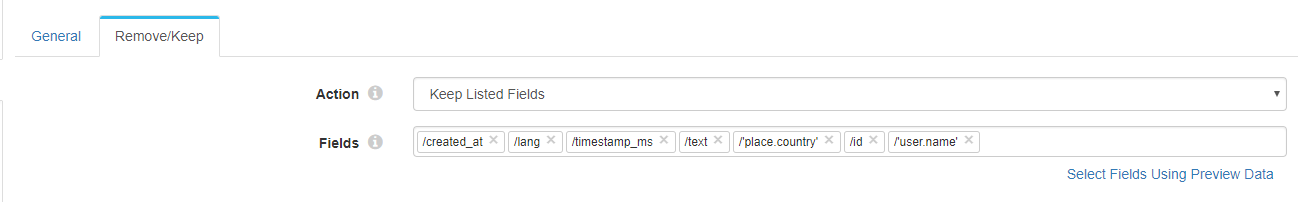 General Remove/Keep
Action Keep Listed Fields
Fields /created_at /lang /timestamp_ms /text /'place.country' /id /'user.name'
Select Fields Using Preview Data